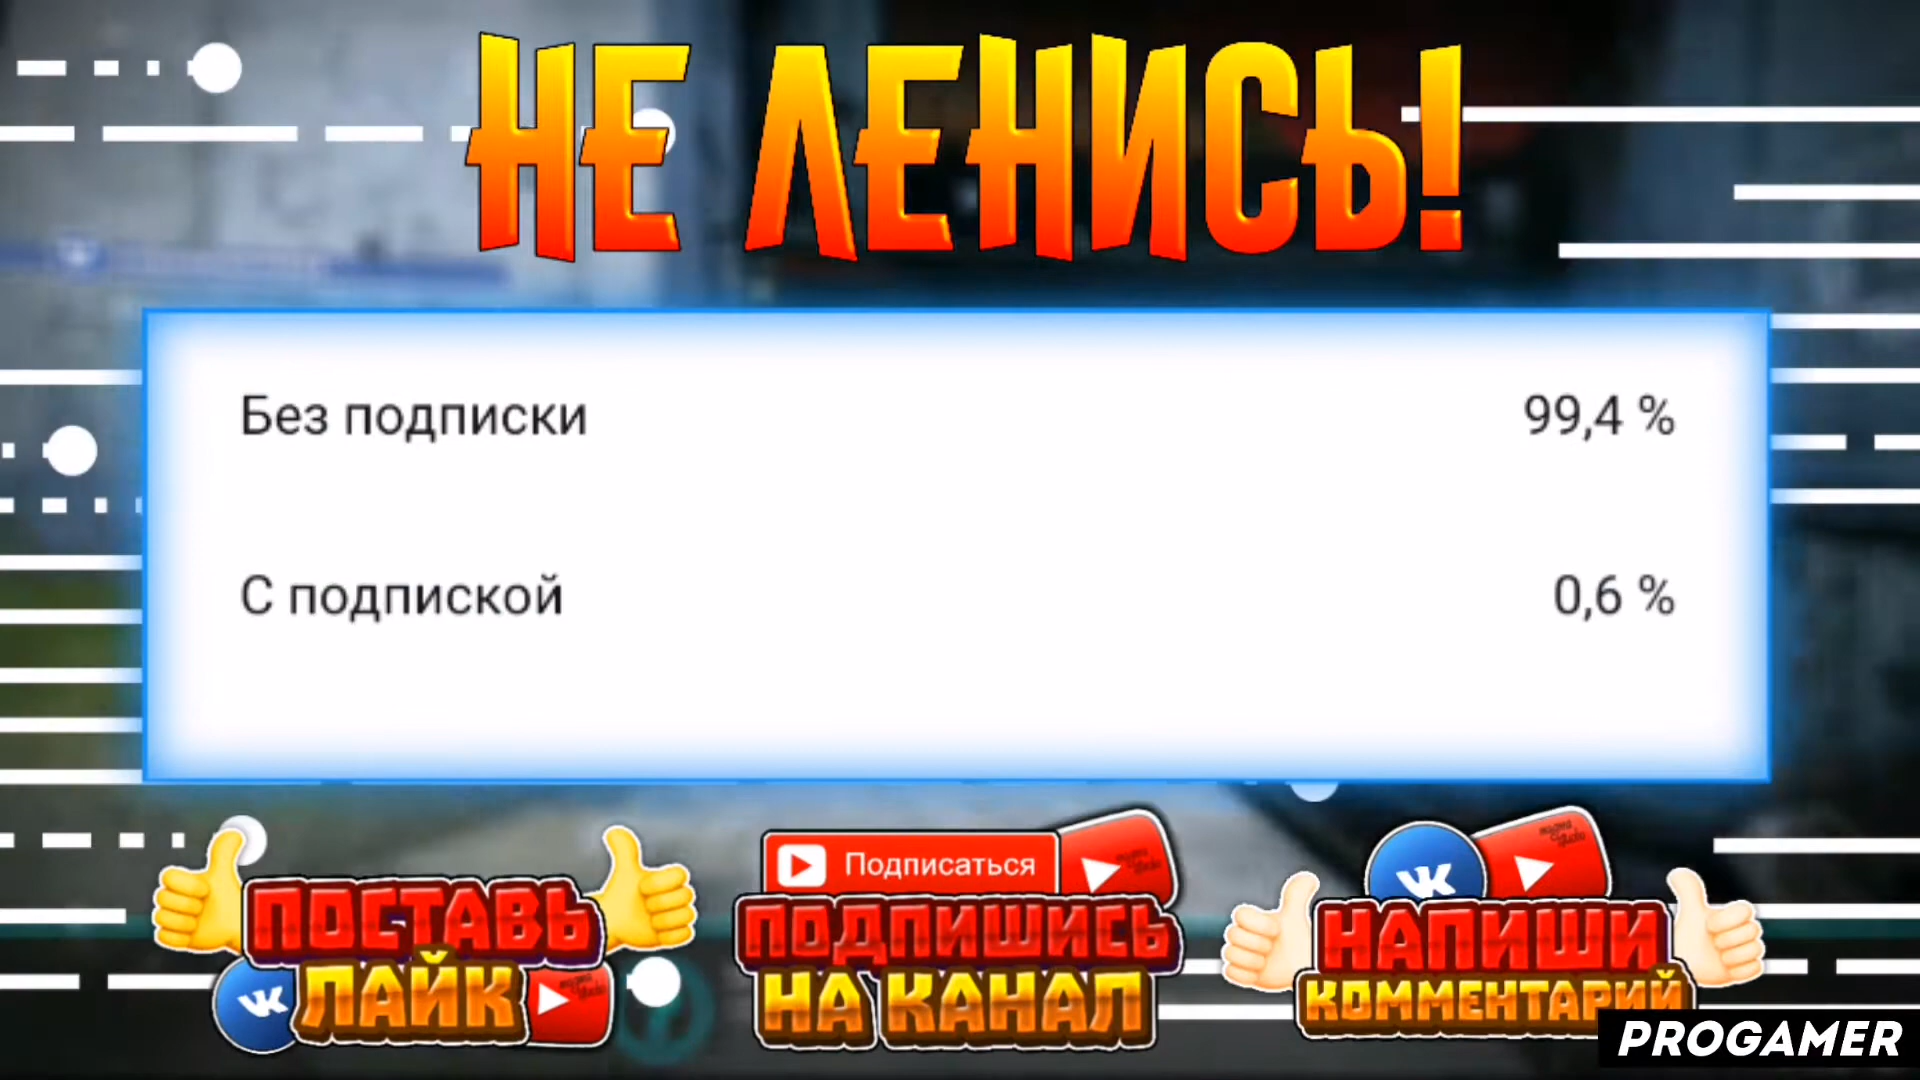 НЕ ЛЕНИСЬ!
Без подписки 99,4 %
С подпиской 0,6 %
Подписаться
ПОСТАВЬ
ЛАЙК
ПОДПИШИСЬ
НА КАНАЛ
НАПИШИ
КОММЕНТАРИЙ
PROGAMER